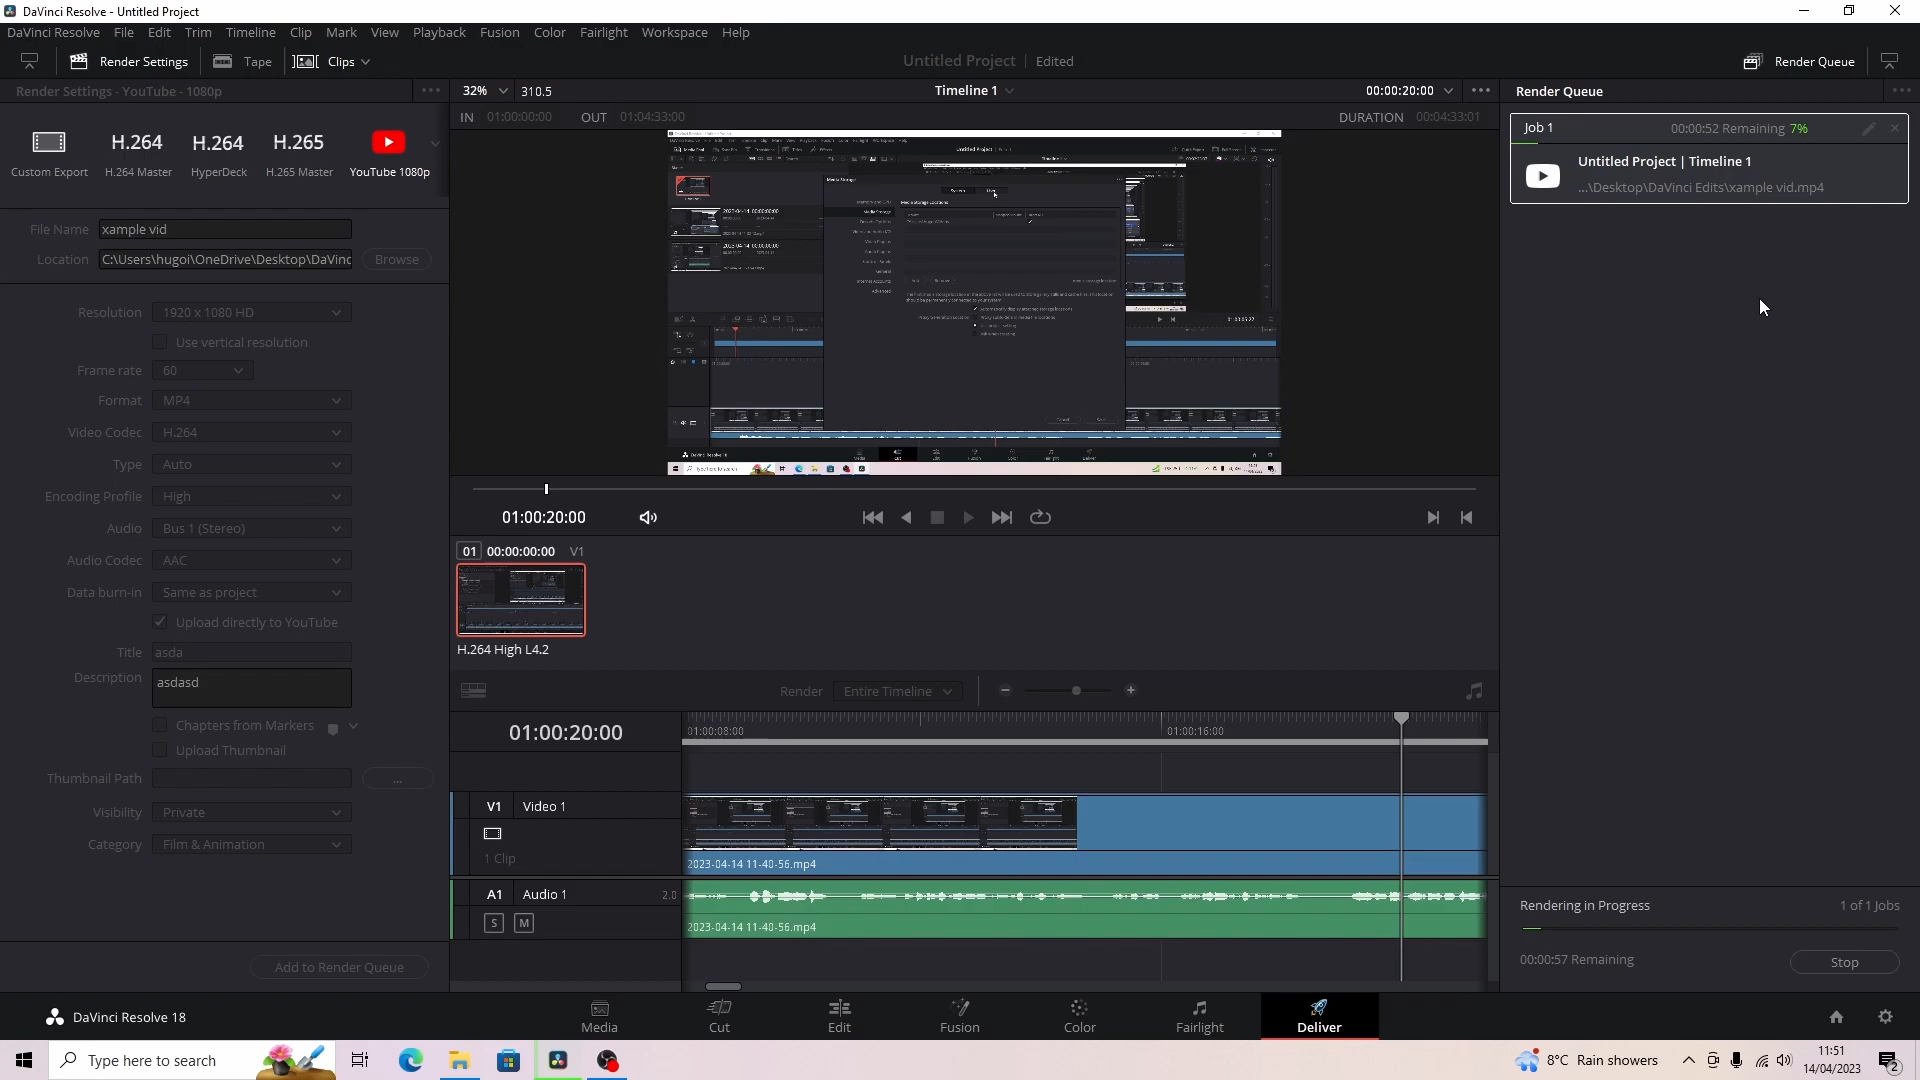 DaVinci Resolve - Untitled Project
DaVinci Resolve File Edit Trim Timeline Clip Mark View Playback Fusion Color Fairlight Workspace Help
Render Settings Tape Clips Untitled Project Edited Render Queue
Render Settings - YouTube - 1080p
32% 310.5 Timeline 1 00:00:20:00
Render Queue
IN 01:00:00:00 OUT 01:04:33:00 DURATION 00:04:33:01
H.264 H.264 H.265
Custom Export H.264 Master HyperDeck H.265 Master YouTube 1080p
Job 1 00:00:52 Remaining 7%
Untitled Project | Timeline 1
...\Desktop\DaVinci Edits\xample vid.mp4
File Name xample vid
Location C:\Users\hugoi\OneDrive\Desktop\DaVinc Browse
Resolution 1920 x 1080 HD
Use vertical resolution
Frame rate 60
Format MP4
Video Codec H.264
Type Auto
Encoding Profile High
Audio Bus 1 (Stereo)
Audio Codec AAC
Data burn-in Same as project
Upload directly to YouTube
Title asda
Description asdasd
Chapters from Markers
Upload Thumbnail
Thumbnail Path ...
Visibility Private
Category Film & Animation
Add to Render Queue
Untitled Project
Media Storage
System User
Media Storage Locations
01:00:20:00
01 00:00:00:00 V1
H.264 High L4.2
Render Entire Timeline
01:00:20:00 01:00:08:00 01:00:16:00
V1 Video 1
1 Clip
2023-04-14 11-40-56.mp4
A1 Audio 1 2.0
S M
2023-04-14 11-40-56.mp4
Rendering in Progress 1 of 1 Jobs
00:00:57 Remaining Stop
DaVinci Resolve 18 Media Cut Edit Fusion Color Fairlight Deliver
Type here to search 8°C Rain showers 11:51
14/04/2023 2